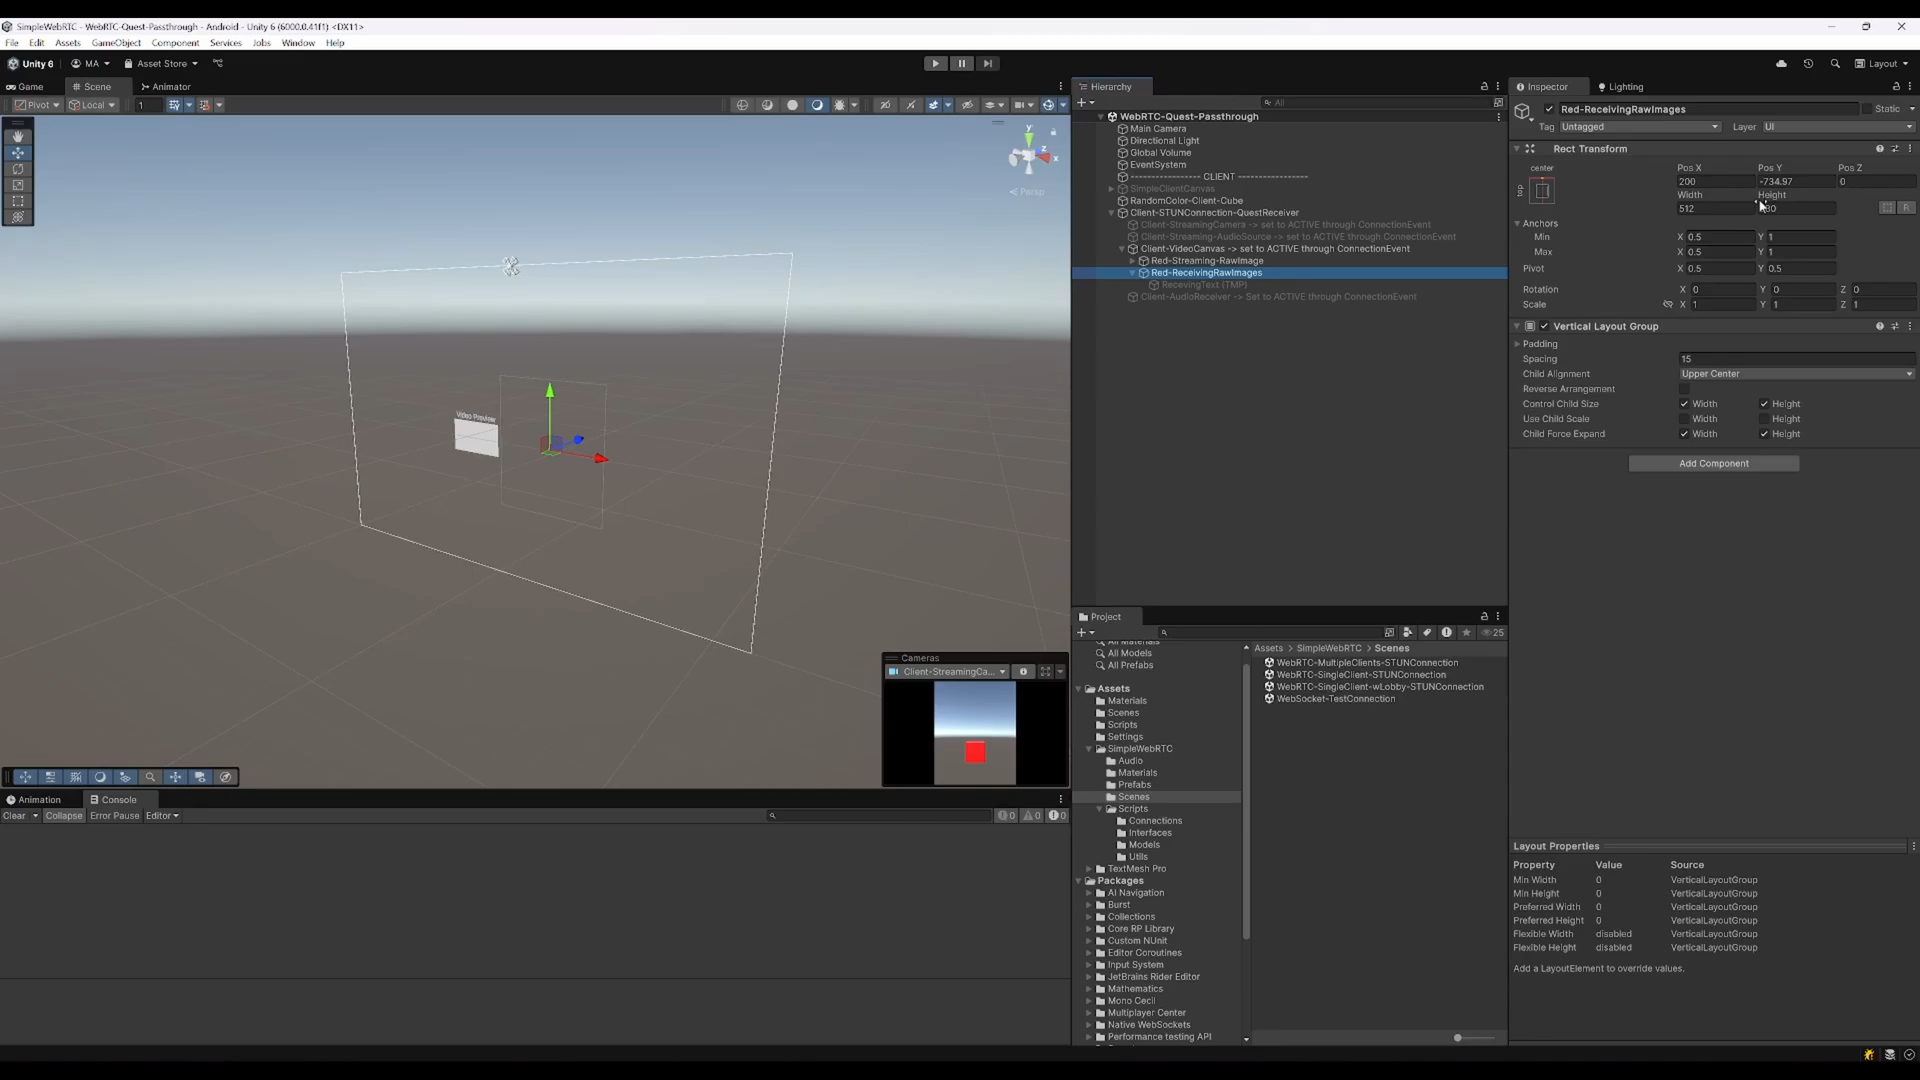 SimpleWebRTC - WebRTC-Quest-Passthrough - Android - Unity 6 (6000.0.41f1) <DX11>
File Edit Assets GameObject Component Services Jobs Window Help
Unity 6 MA Asset Store Layout
Game Scene Animator
Pivot Local 1
y z x
Persp
Video Preview
Cameras
Client-StreamingCa...
Animation Console
Clear Collapse Error Pause Editor 0 0 0
Hierarchy
All
WebRTC-Quest-Passthrough
Main Camera
Directional Light
Global Volume
EventSystem
----------------- CLIENT -----------------
SimpleClientCanvas
RandomColor-Client-Cube
Client-STUNConnection-QuestReceiver
Client-StreamingCamera -> set to ACTIVE through ConnectionEvent
Client-Streaming-AudioSource -> set to ACTIVE through ConnectionEvent
Client-VideoCanvas -> set to ACTIVE through ConnectionEvent
Red-Streaming-RawImage
Red-ReceivingRawImages
RecevingText (TMP)
Client-AudioReceiver -> Set to ACTIVE through ConnectionEvent
Project
25
All Models
All Prefabs
Assets
Materials
Scenes
Scripts
Settings
SimpleWebRTC
Audio
Materials
Prefabs
Scenes
Scripts
Connections
Interfaces
Models
Utils
TextMesh Pro
Packages
AI Navigation
Burst
Collections
Core RP Library
Custom NUnit
Editor Coroutines
Input System
JetBrains Rider Editor
Mathematics
Mono Cecil
Multiplayer Center
Native WebSockets
Performance testing API
Assets > SimpleWebRTC > Scenes
WebRTC-MultipleClients-STUNConnection
WebRTC-SingleClient-STUNConnection
WebRTC-SingleClient-wLobby-STUNConnection
WebSocket-TestConnection
Inspector Lighting
Red-ReceivingRawImages Static
Tag Untagged Layer UI
Rect Transform
center Pos X Pos Y Pos Z
top 200 -734.97 0
Width Height
512
R
Anchors
Min X 0.5 Y 1
Max X 0.5 Y 1
Pivot X 0.5 Y 0.5
Rotation X 0 Y 0 Z 0
Scale X 1 Y 1 Z 1
Vertical Layout Group
Padding
Spacing 15
Child Alignment Upper Center
Reverse Arrangement
Control Child Size Width Height
Use Child Scale Width Height
Child Force Expand Width Height
Add Component
Layout Properties
Property Value Source
Min Width 0 VerticalLayoutGroup
Min Height 0 VerticalLayoutGroup
Preferred Width 0 VerticalLayoutGroup
Preferred Height 0 VerticalLayoutGroup
Flexible Width disabled VerticalLayoutGroup
Flexible Height disabled VerticalLayoutGroup
Add a LayoutElement to override values.